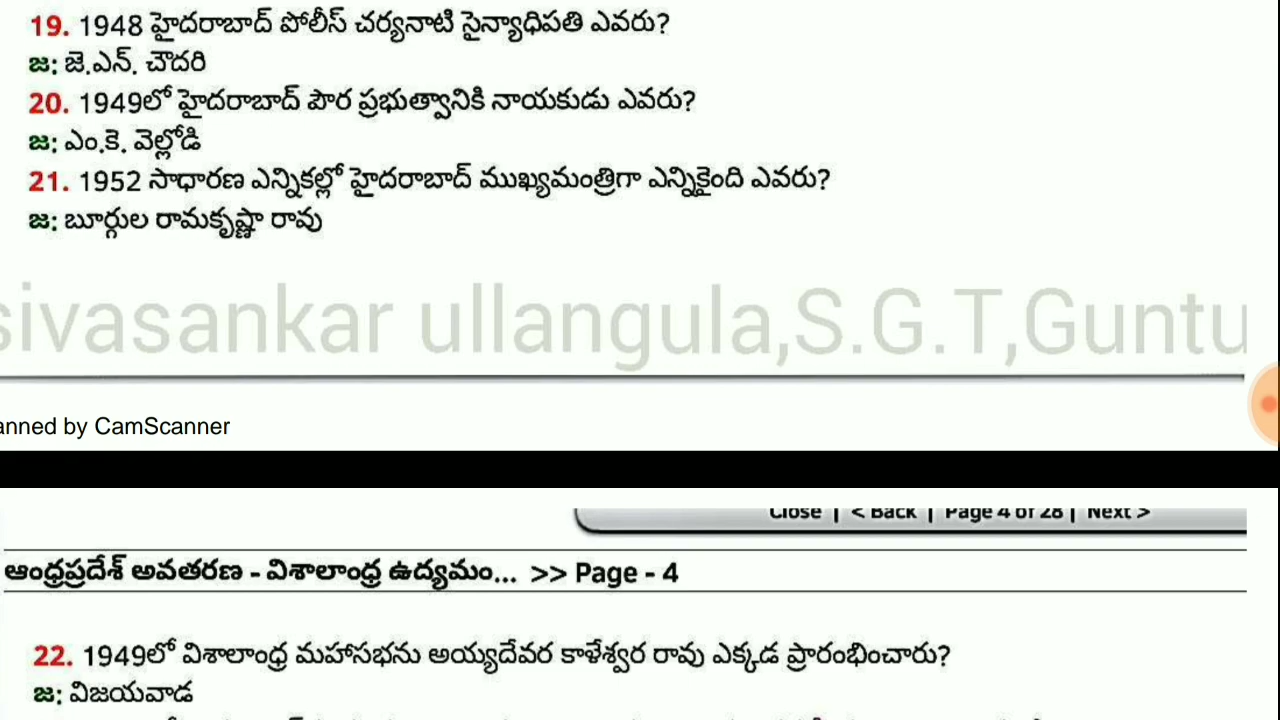 19. 1948 హైదరాబాద్ పోలీస్ చర్యనాటి సైన్యాధిపతి ఎవరు?
జ: జె.ఎన్. చౌదరి
20. 1949లో హైదరాబాద్ పౌర ప్రభుత్వానికి నాయకుడు ఎవరు?
జ: ఎం.కె. వెల్లోడి
21. 1952 సాధారణ ఎన్నికల్లో హైదరాబాద్ ముఖ్యమంత్రిగా ఎన్నికైంది ఎవరు?
జ: బూర్గుల రామకృష్ణా రావు
sivasankar ullangula,S.G.T,Guntu
anned by CamScanner
Close | < Back | Page 4 of 28 | Next >
ఆంధ్రప్రదేశ్ అవతరణ - విశాలాంధ్ర ఉద్యమం... >> Page - 4
22. 1949లో విశాలాంధ్ర మహాసభను అయ్యదేవర కాళేశ్వర రావు ఎక్కడ ప్రారంభించారు?
జ: విజయవాడ